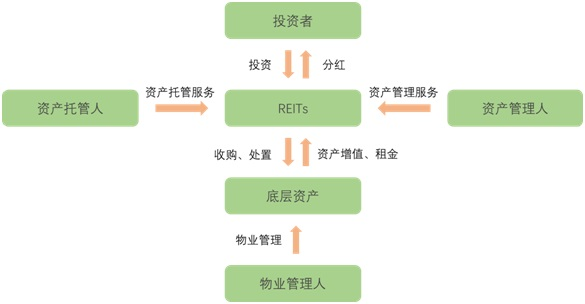 投资者
投资
分红
资产托管人
资产托管服务
REITs
资产管理服务
资产管理人
收购、处置
资产增值、租金
底层资产
物业管理
物业管理人